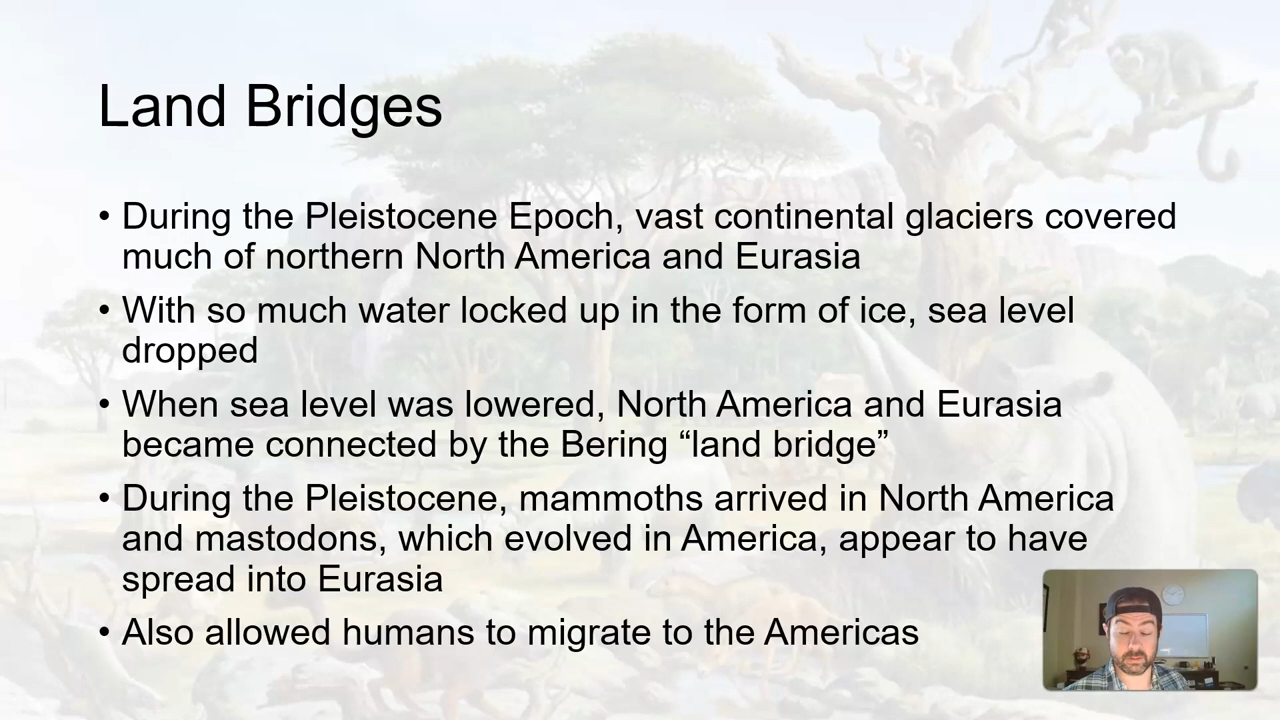 Land Bridges
• During the Pleistocene Epoch, vast continental glaciers covered
much of northern North America and Eurasia
• With so much water locked up in the form of ice, sea level
dropped
• When sea level was lowered, North America and Eurasia
became connected by the Bering “land bridge”
• During the Pleistocene, mammoths arrived in North America
and mastodons, which evolved in America, appear to have
spread into Eurasia
• Also allowed humans to migrate to the Americas